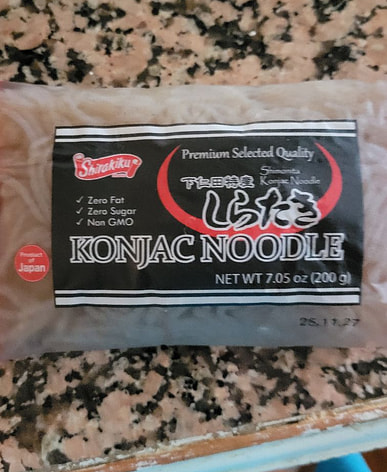 Shirakiku
Premium Selected Quality
Shimonita
Konjac Noodle
下仁田特産
しらたき
✓ Zero Fat
✓ Zero Sugar
✓ Non GMO
KONJAC NOODLE
Product
of
Japan
NET WT 7.05 oz (200 g)
25.11.27